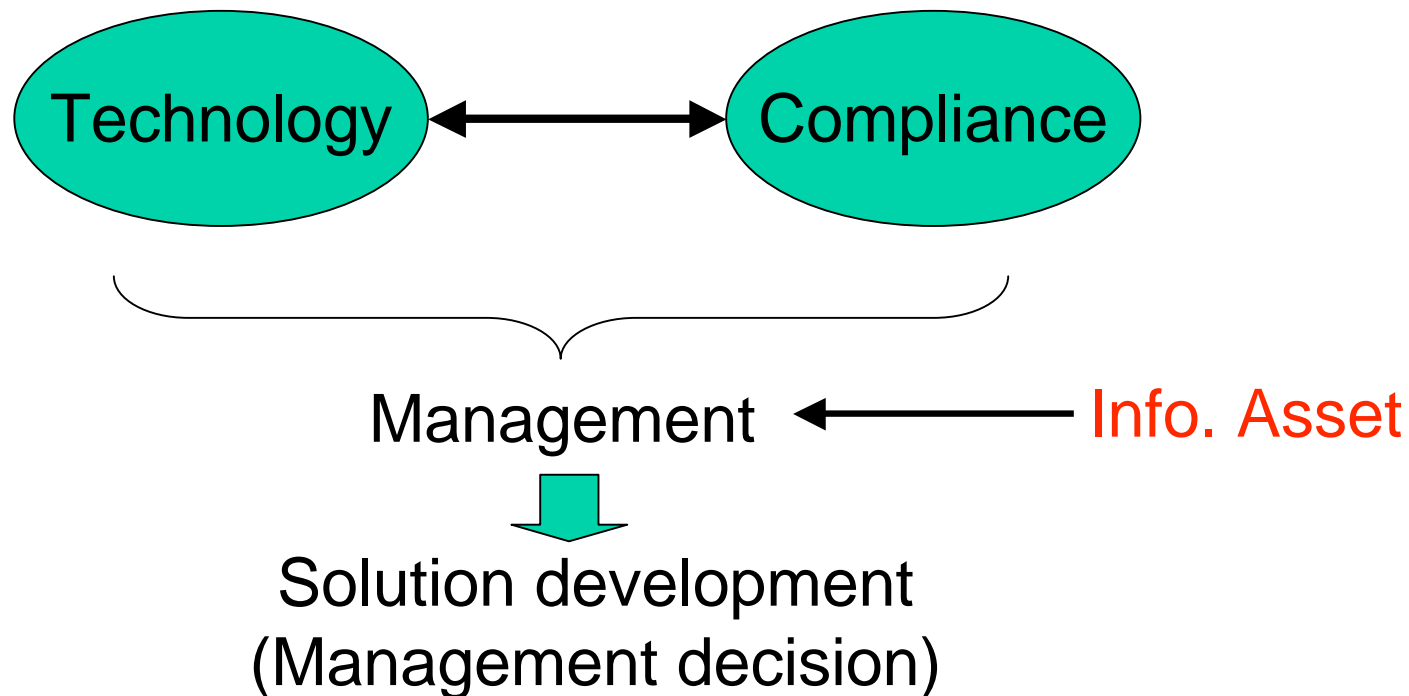 Technology
Compliance
Management
Info. Asset
Solution development
(Management decision)